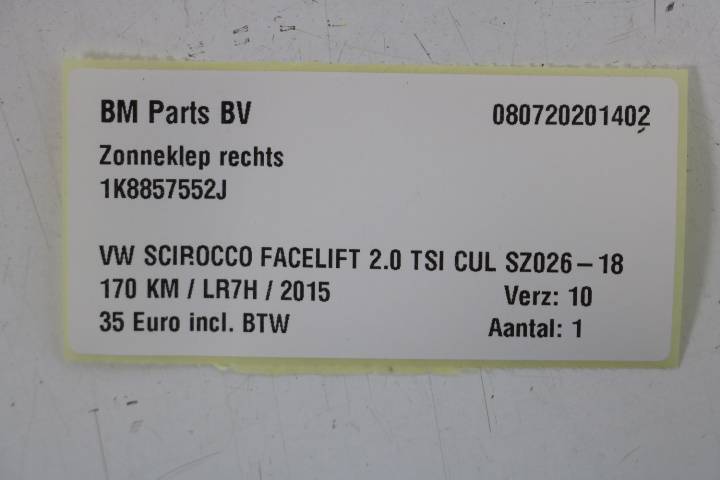 BM Parts BV 080720201402
Zonneklep rechts
1K8857552J
VW SCIROCCO FACELIFT 2.0 TSI CUL SZ026-18
170 KM / LR7H / 2015 Verz: 10
35 Euro incl. BTW Aantal: 1